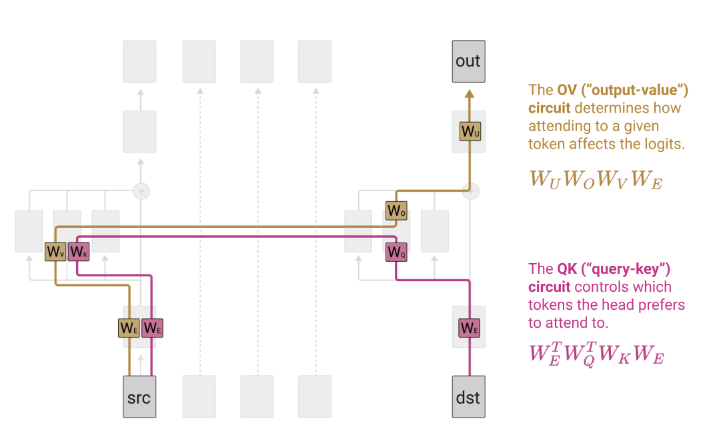 out
The OV (“output-value”)
circuit determines how
attending to a given
token affects the logits.
W_U W_O W_V W_E
W_U
W_O
W_V W_K
W_Q
The QK (“query-key”)
circuit controls which
tokens the head prefers
to attend to.
W_E^T W_Q^T W_K W_E
W_E W_E
W_E
src
dst